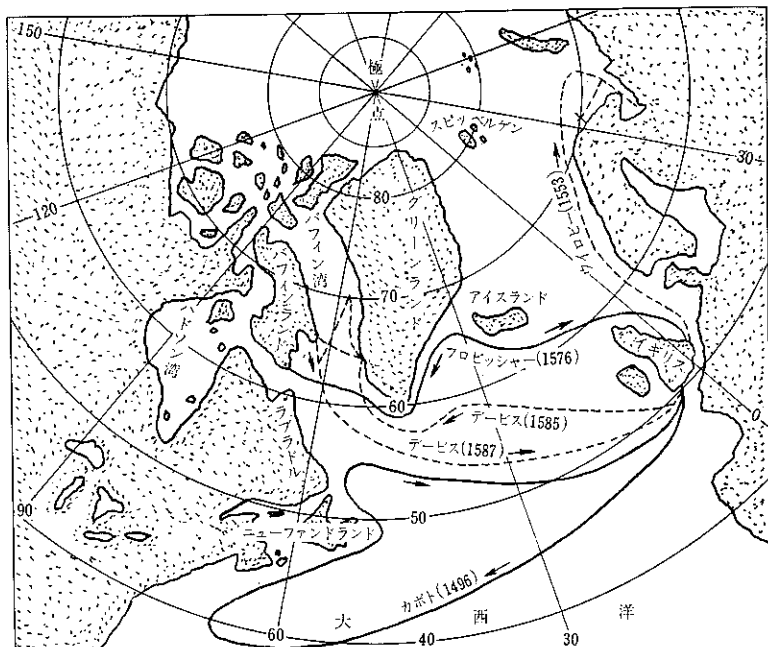 150
極
点
スピッベルゲン
30
ウイロビー(1553)
120
80
バフィン湾
グリーンランド
70
アイスランド
バフィンランド
ハドソン湾
フロビッシャー(1576)
イギリス
0
60
デービス(1585)
デービス(1587)
ラブラドル
90
50
ニューファンドランド
カボト(1496)
大西洋
60
40
30